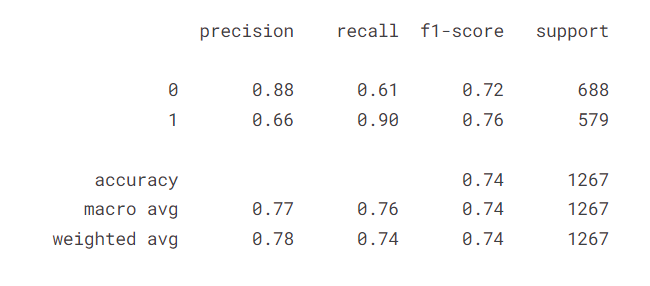 precision recall f1-score support
0 0.88 0.61 0.72 688
1 0.66 0.90 0.76 579
accuracy 0.74 1267
macro avg 0.77 0.76 0.74 1267
weighted avg 0.78 0.74 0.74 1267